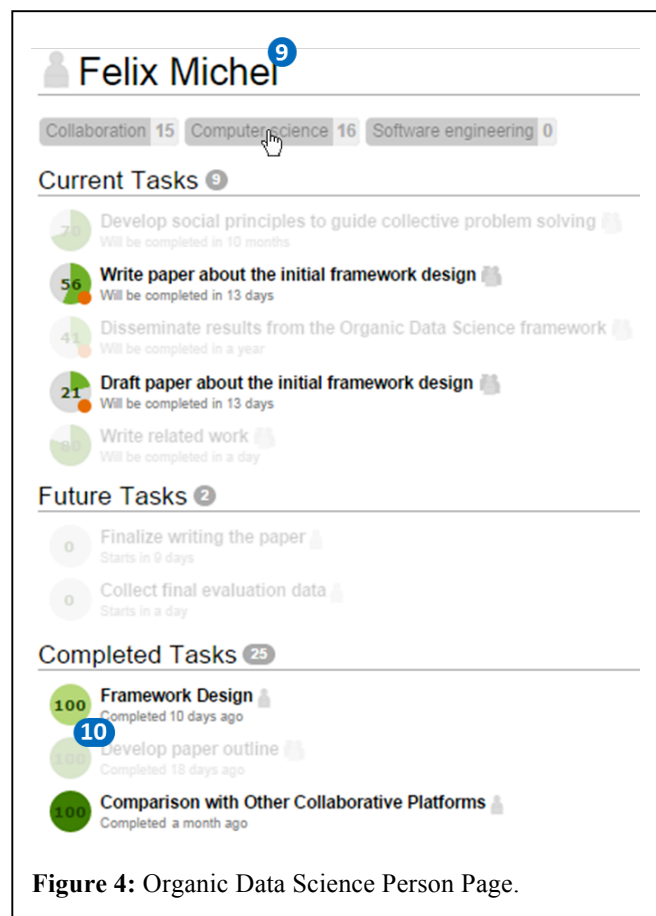 9
Felix Michel
Collaboration 15 Computer science 16 Software engineering 0
Current Tasks 9
70 Develop social principles to guide collective problem solving
Will be completed in 10 months
56 Write paper about the initial framework design
Will be completed in 13 days
41 Disseminate results from the Organic Data Science framework
Will be completed in a year
21 Draft paper about the initial framework design
Will be completed in 13 days
80 Write related work
Will be completed in a day
Future Tasks 2
0 Finalize writing the paper
Starts in 9 days
0 Collect final evaluation data
Starts in a day
Completed Tasks 25
100 Framework Design
Completed 10 days ago
10
100 Develop paper outline
Completed 18 days ago
100 Comparison with Other Collaborative Platforms
Completed a month ago
Figure 4: Organic Data Science Person Page.